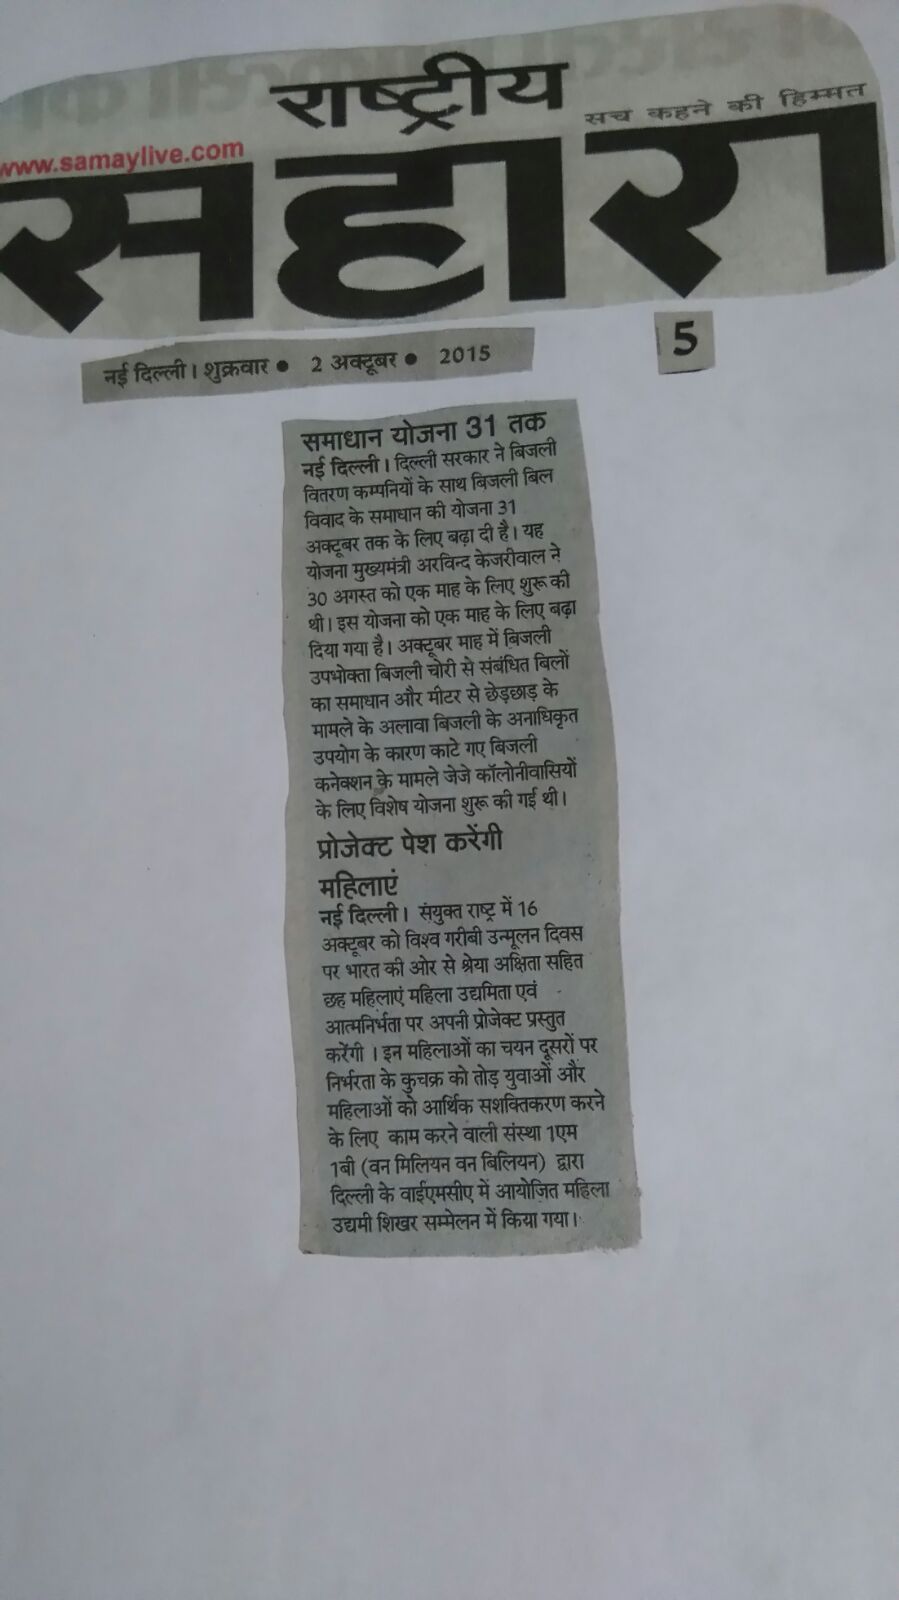 राष्ट्रीय
सच कहने की हिम्मत
www.samaylive.com
सहारा
5
नई दिल्ली। शुक्रवार ● 2 अक्टूबर ● 2015
समाधान योजना 31 तक
नई दिल्ली। दिल्ली सरकार ने बिजली
वितरण कम्पनियों के साथ बिजली बिल
विवाद के समाधान की योजना 31
अक्टूबर तक के लिए बढ़ा दी है। यह
योजना मुख्यमंत्री अरविन्द केजरीवाल ने
30 अगस्त को एक माह के लिए शुरू की
थी। इस योजना को एक माह के लिए बढ़ा
दिया गया है। अक्टूबर माह में बिजली
उपभोक्ता बिजली चोरी से संबंधित बिलों
का समाधान और मीटर से छेड़छाड़ के
मामले के अलावा बिजली के अनाधिकृत
उपयोग के कारण काटे गए बिजली
कनेक्शन के मामले जेजे कॉलोनीवासियों
के लिए विशेष योजना शुरू की गई थी।
प्रोजेक्ट पेश करेंगी
महिलाएं
नई दिल्ली। संयुक्त राष्ट्र में 16
अक्टूबर को विश्व गरीबी उन्मूलन दिवस
पर भारत की ओर से श्रेया अक्षिता सहित
छह महिलाएं महिला उद्यमिता एवं
आत्मनिर्भता पर अपनी प्रोजेक्ट प्रस्तुत
करेंगी । इन महिलाओं का चयन दूसरों पर
निर्भरता के कुचक्र को तोड़ युवाओं और
महिलाओं को आर्थिक सशक्तिकरण करने
के लिए काम करने वाली संस्था 1एम
1बी (वन मिलियन वन बिलियन) द्वारा
दिल्ली के वाईएमसीए में आयोजित महिला
उद्यमी शिखर सम्मेलन में किया गया।